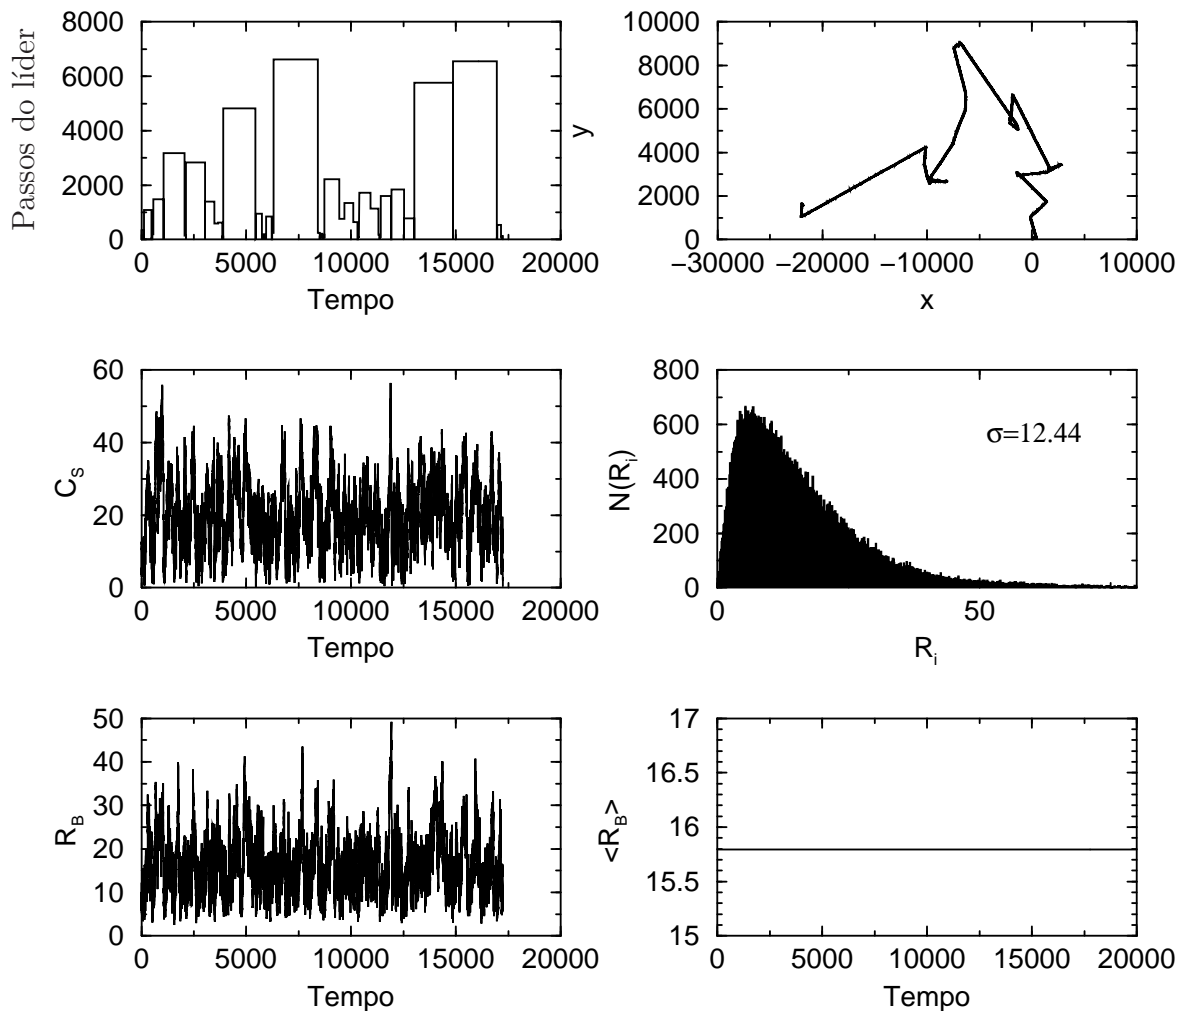 Passos do líder
8000
6000
4000
2000
0
0 5000 10000 15000 20000
Tempo
y
10000
8000
6000
4000
2000
0
−30000 −20000 −10000 0 10000
x
C_S
60
40
20
0
0 5000 10000 15000 20000
Tempo
N(R_i)
800
600
400
200
0
σ=12.44
0 50
R_i
R_B
50
40
30
20
10
0
0 5000 10000 15000 20000
Tempo
<R_B>
17
16.5
16
15.5
15
0 5000 10000 15000 20000
Tempo